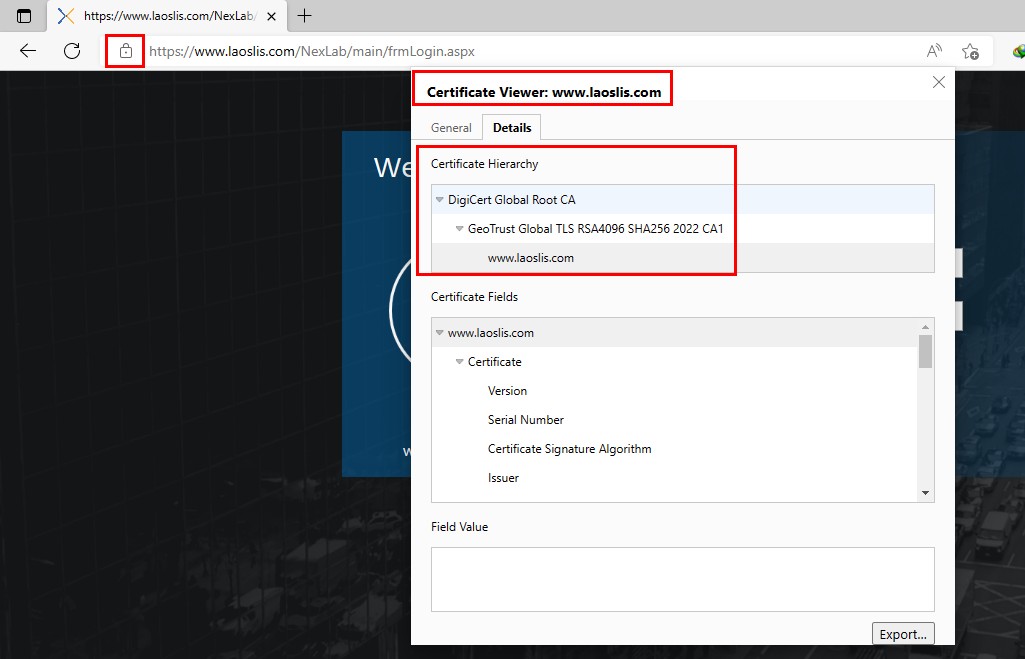 https://www.laoslis.com/NexLab/
https://www.laoslis.com/NexLab/main/frmLogin.aspx
Certificate Viewer: www.laoslis.com
General
Details
We
Certificate Hierarchy
DigiCert Global Root CA
GeoTrust Global TLS RSA4096 SHA256 2022 CA1
www.laoslis.com
Certificate Fields
www.laoslis.com
Certificate
Version
Serial Number
Certificate Signature Algorithm
Issuer
Field Value
Export...